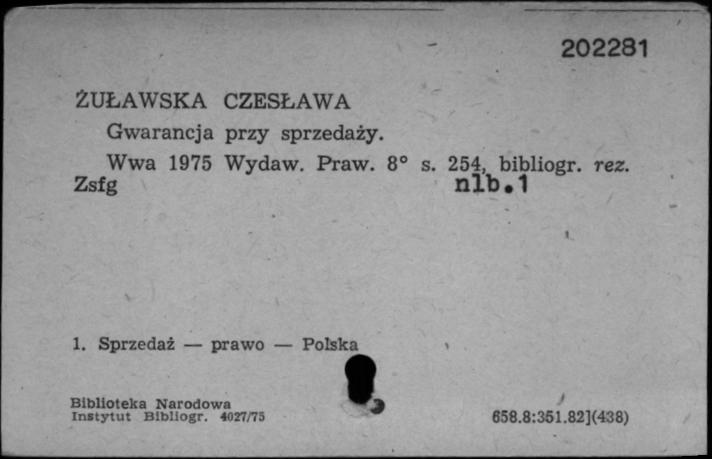 202281
ŻUŁAWSKA CZESŁAWA
Gwarancja przy sprzedaży.
Wwa 1975 Wydaw. Praw. 8° s. 254, bibliogr. rez.
Zsfg nlb.1
1. Sprzedaż — prawo — Polska
Biblioteka Narodowa
Instytut Bibliogr. 4027/75
658.8:351.82](438)